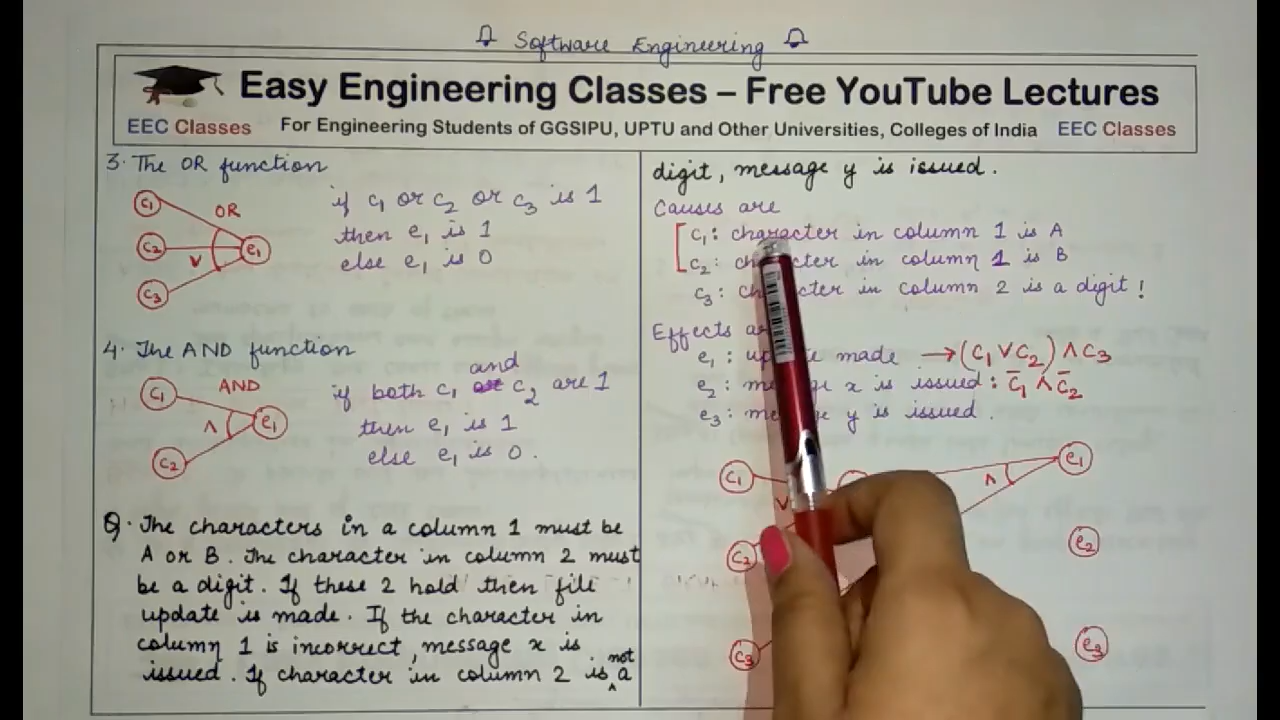 Software Engineering
Easy Engineering Classes – Free YouTube Lectures
EEC Classes For Engineering Students of GGSIPU, UPTU and Other Universities, Colleges of India EEC Classes
3. The OR function
C1
C2
C3
OR
V
e1
if c1 or c2 or c3 is 1
then e1 is 1
else e1 is 0
4. The AND function
C1
C2
AND
Λ
e1
if both c1 and c2 are 1
then e1 is 1
else e1 is 0.
Q. The characters in a column 1 must be
A or B. The character in column 2 must
be a digit. If these 2 hold then file
update is made. If the character in
column 1 is incorrect, message x is
issued. If character in column 2 is not a
digit, message y is issued.
Causes are
C1: character in column 1 is A
C2: character in column 1 is B
C3: character in column 2 is a digit!
Effects
e1: made → (C1 V C2) Λ C3
e2: x is issued: C̄1 Λ C̄2
e3: y is issued.
C1
C2
C3
V
Λ
e1
e2
e3